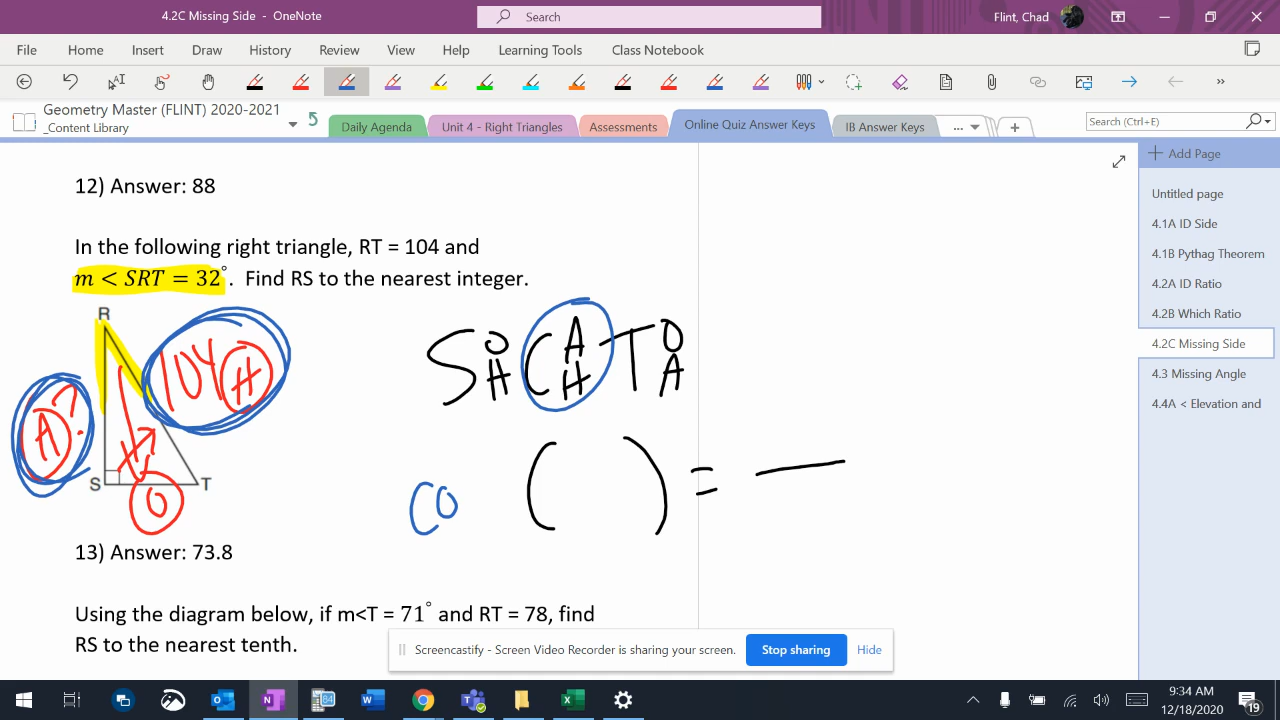 4.2C Missing Side - OneNote
Search
Flint, Chad
File Home Insert Draw History Review View Help Learning Tools Class Notebook
Geometry Master (FLINT) 2020-2021
_Content Library
Daily Agenda Unit 4 - Right Triangles Assessments Online Quiz Answer Keys IB Answer Keys ... Search (Ctrl+E)
Add Page
Untitled page
4.1A ID Side
4.1B Pythag Theorem
4.2A ID Ratio
4.2B Which Ratio
4.2C Missing Side
4.3 Missing Angle
4.4A < Elevation and
12) Answer: 88
In the following right triangle, RT = 104 and
m < SRT = 32°. Find RS to the nearest integer.
R
104 H
A ?
S T
O
S O H C A H T O A
CO ( ) = —
13) Answer: 73.8
Using the diagram below, if m<T = 71° and RT = 78, find
RS to the nearest tenth.
Screencastify - Screen Video Recorder is sharing your screen. Stop sharing Hide
84
9:34 AM
12/18/2020
19